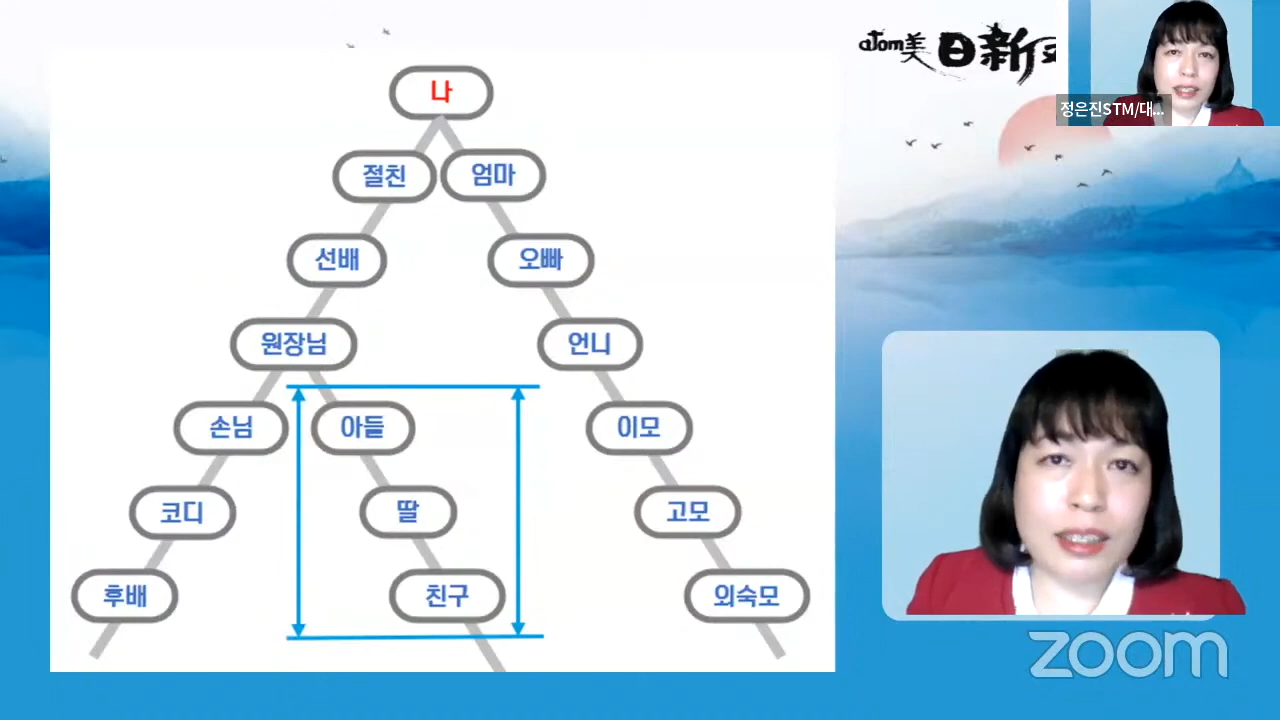 atom美 日新又
정은진STM/대...
나
절친 엄마
선배 오빠
원장님 언니
손님 아들 이모
코디 딸 고모
후배 친구 외숙모
zoom